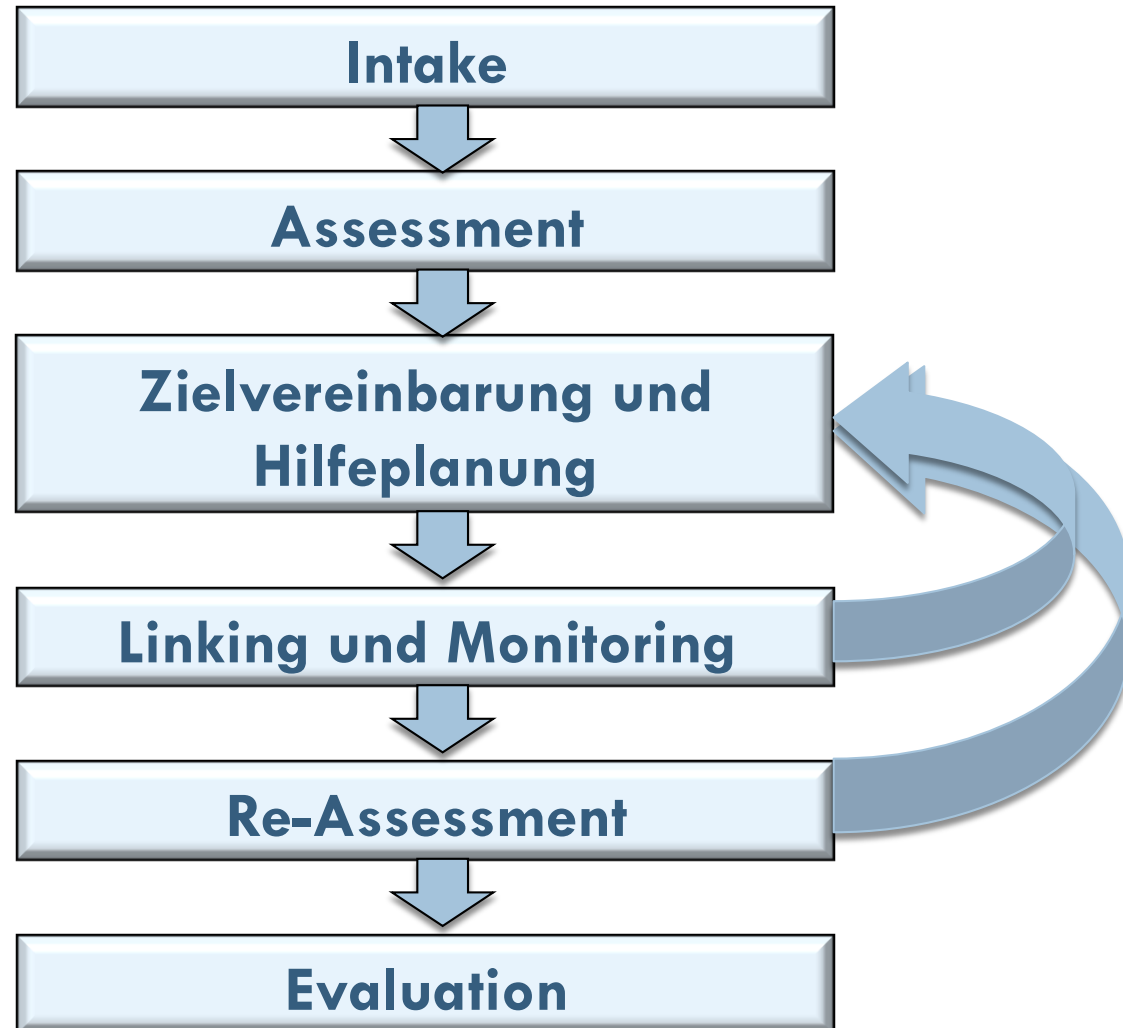 Intake
Assessment
Zielvereinbarung und
Hilfeplanung
Linking und Monitoring
Re-Assessment
Evaluation